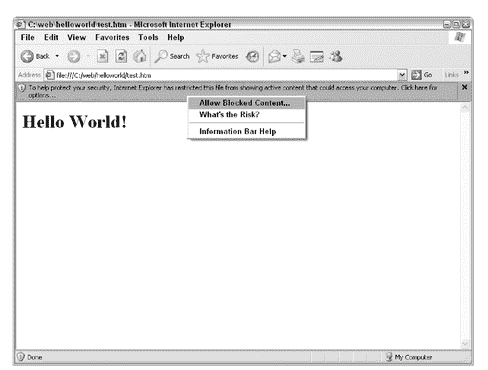 C:\web\helloworld\test.htm - Microsoft Internet Explorer
File Edit View Favorites Tools Help
Back Search Favorites
Address file:///C:/web/helloworld/test.htm Go Links »
To help protect your security, Internet Explorer has restricted this file from showing active content that could access your computer. Click here for
options...
Allow Blocked Content...
What's the Risk?
Information Bar Help
Hello World!
Done My Computer